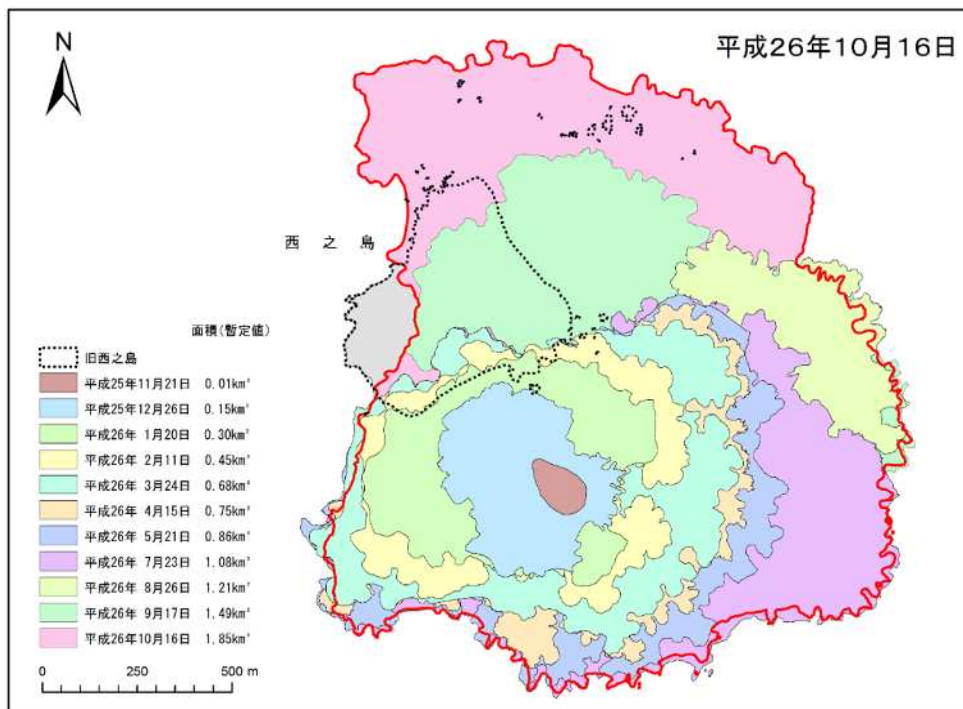 平成26年10月16日
N
西 之 島
面積(暫定値)
旧西之島
平成25年11月21日 0.01km²
平成25年12月26日 0.15km²
平成26年 1月20日 0.30km²
平成26年 2月11日 0.45km²
平成26年 3月24日 0.68km²
平成26年 4月15日 0.75km²
平成26年 5月21日 0.86km²
平成26年 7月23日 1.08km²
平成26年 8月26日 1.21km²
平成26年 9月17日 1.49km²
平成26年10月16日 1.85km²
0 250 500 m